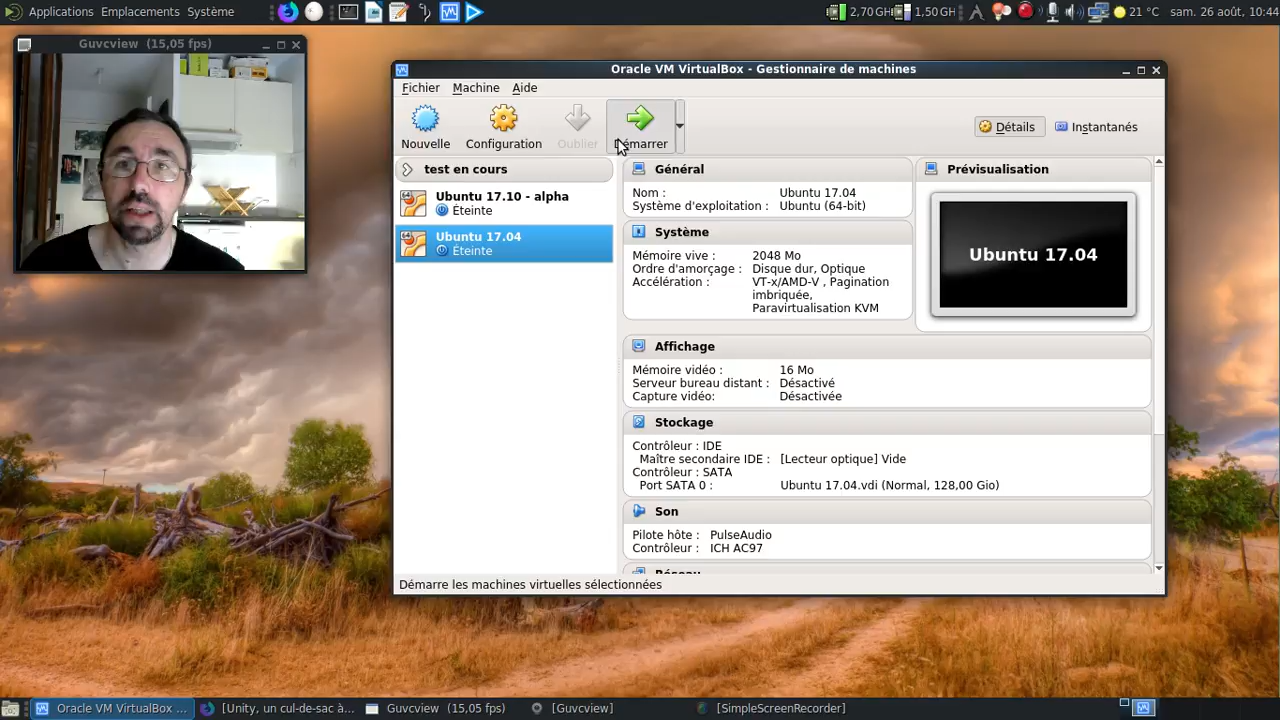 Applications Emplacements Système
2,70 GH
1,50 GH
21 °C
sam. 26 août, 10:44
Guvcview (15,05 fps)
Oracle VM VirtualBox - Gestionnaire de machines
Fichier Machine Aide
Nouvelle
Configuration
Oublier
Démarrer
Détails
Instantanés
test en cours
Ubuntu 17.10 - alpha
Éteinte
Ubuntu 17.04
Éteinte
Général
Nom : Ubuntu 17.04
Système d'exploitation : Ubuntu (64-bit)
Système
Mémoire vive : 2048 Mo
Ordre d'amorçage : Disque dur, Optique
Accélération : VT-x/AMD-V , Pagination
imbriquée,
Paravirtualisation KVM
Prévisualisation
Ubuntu 17.04
Affichage
Mémoire vidéo : 16 Mo
Serveur bureau distant : Désactivé
Capture vidéo: Désactivée
Stockage
Contrôleur : IDE
Maître secondaire IDE : [Lecteur optique] Vide
Contrôleur : SATA
Port SATA 0 : Ubuntu 17.04.vdi (Normal, 128,00 Gio)
Son
Pilote hôte : PulseAudio
Contrôleur : ICH AC97
Réseau
Démarre les machines virtuelles sélectionnées
Oracle VM VirtualBox ...
[Unity, un cul-de-sac à...
Guvcview (15,05 fps)
[Guvcview]
[SimpleScreenRecorder]